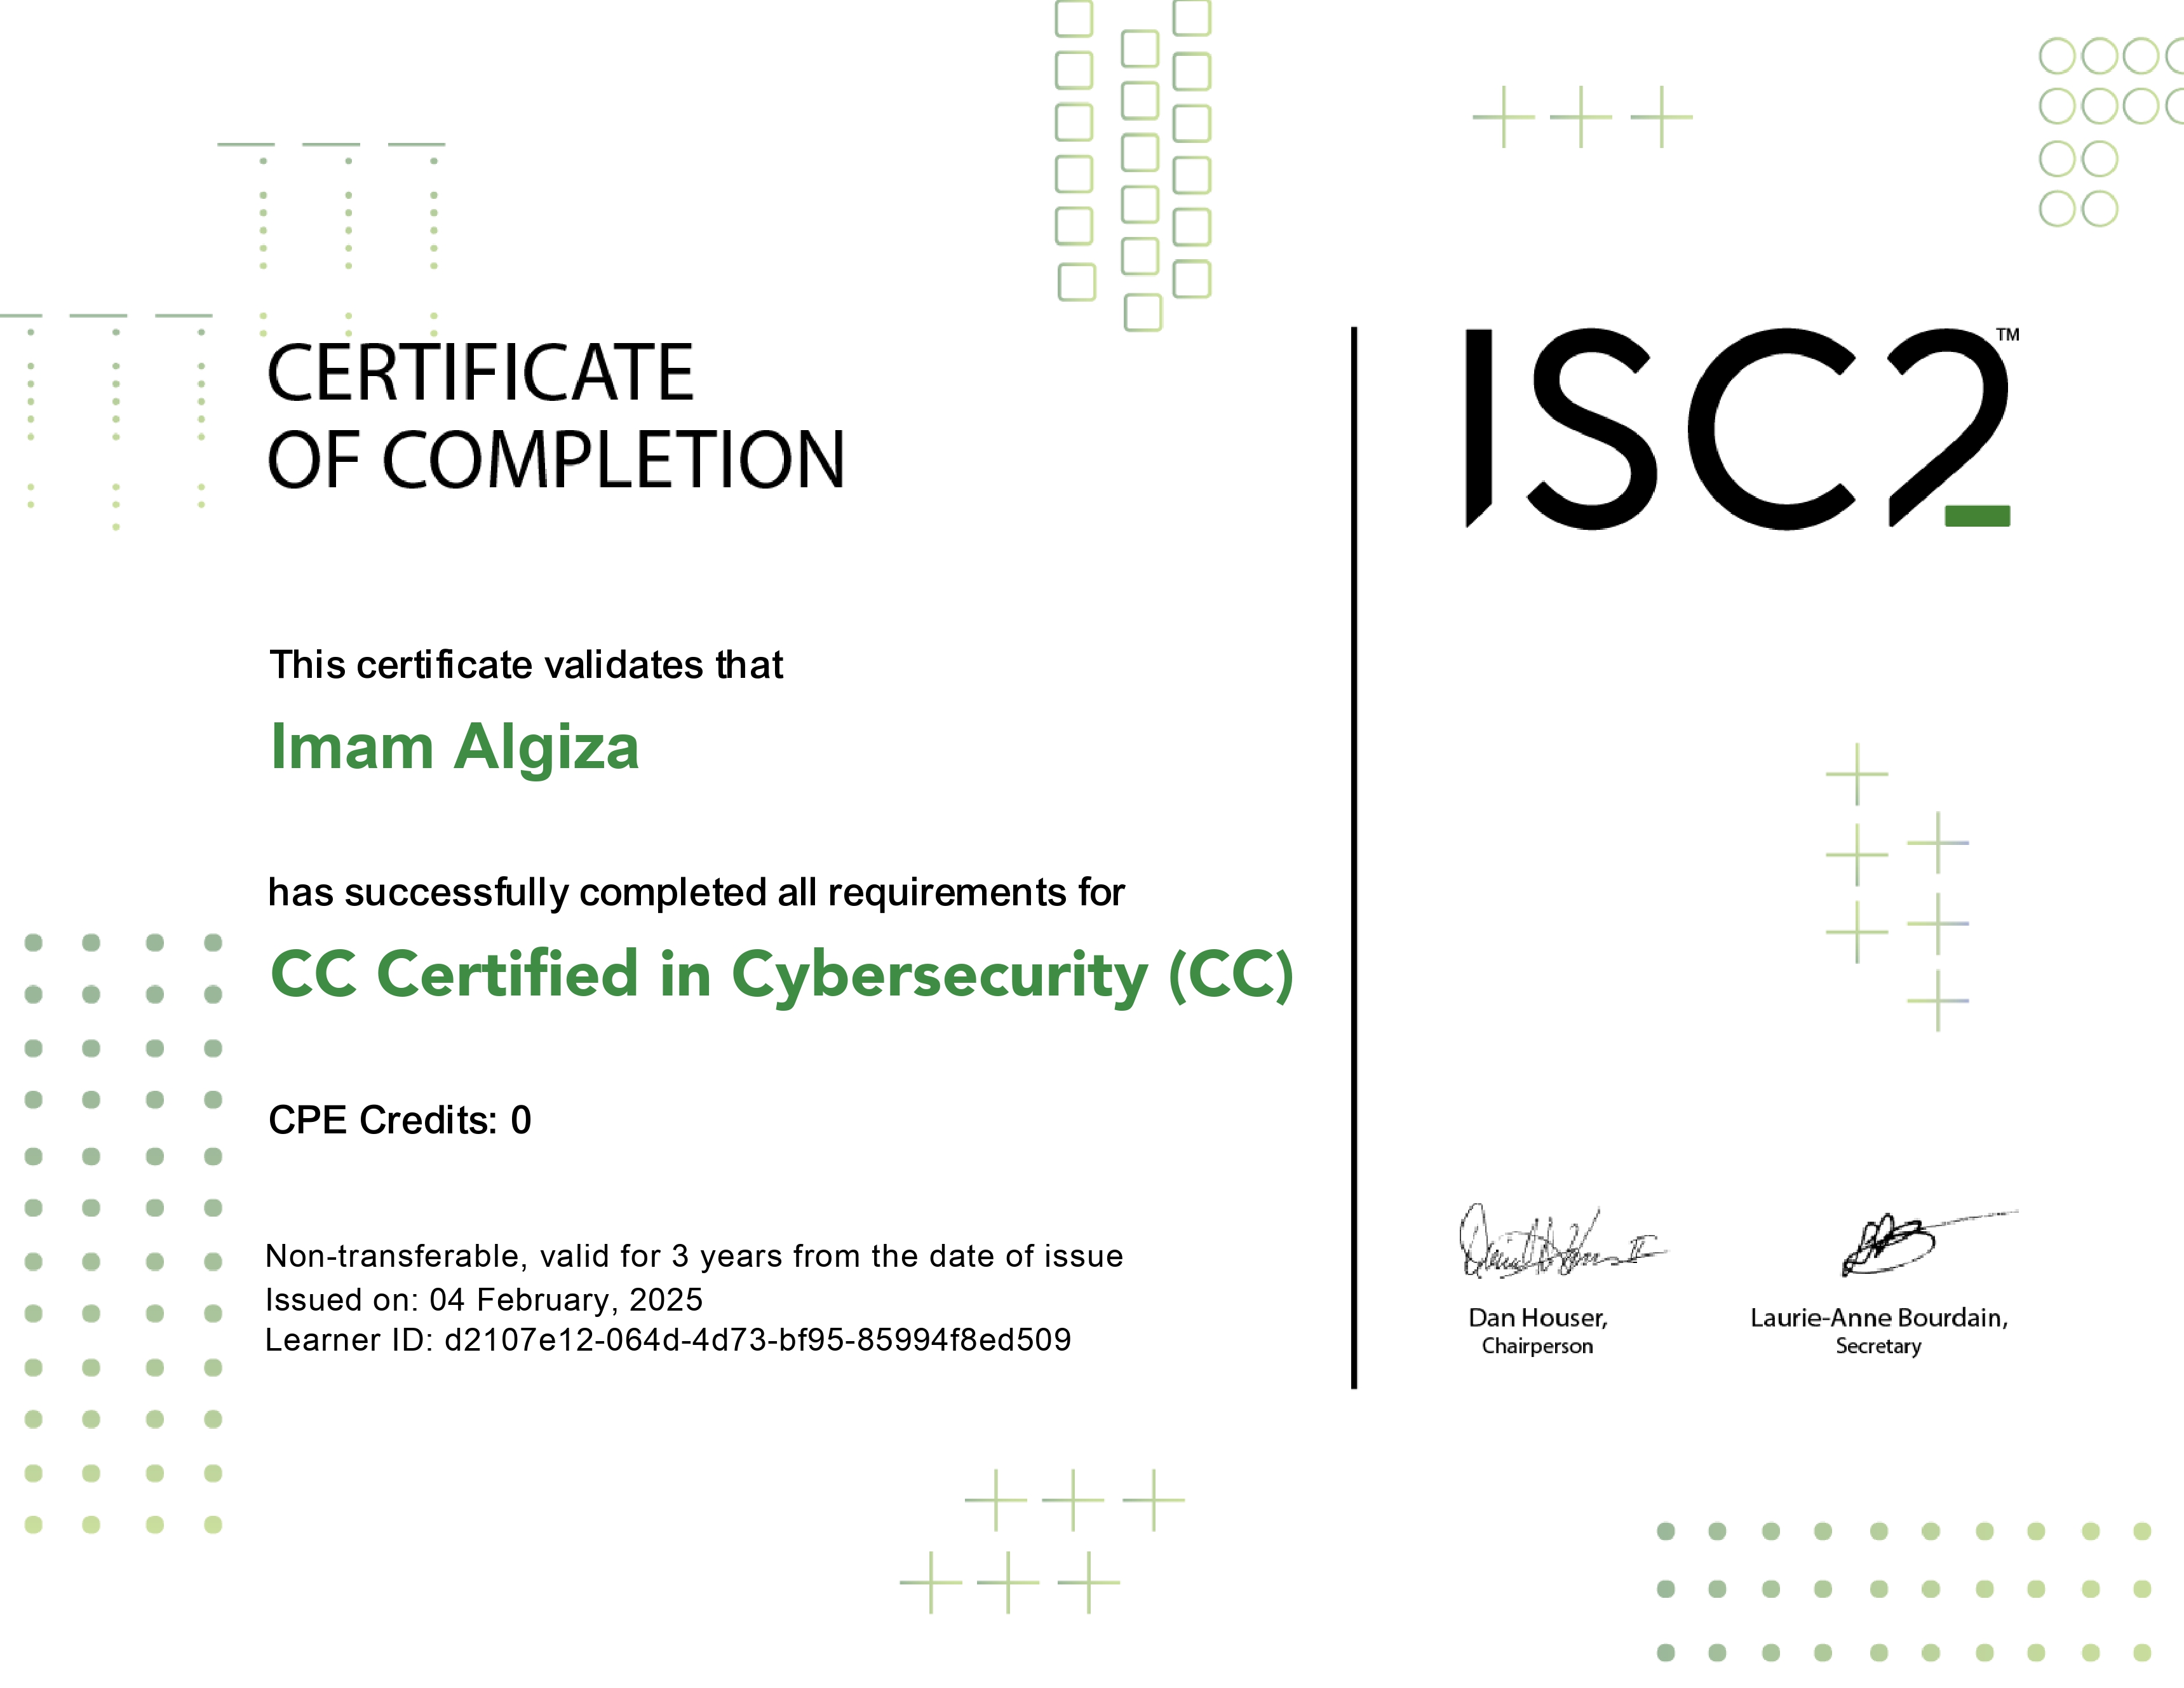 CERTIFICATE
OF COMPLETION
ISC2™
This certificate validates that
Imam Algiza
has successfully completed all requirements for
CC Certified in Cybersecurity (CC)
CPE Credits: 0
Non-transferable, valid for 3 years from the date of issue
Issued on: 04 February, 2025
Learner ID: d2107e12-064d-4d73-bf95-85994f8ed509
Dan Houser,
Chairperson
Laurie-Anne Bourdain,
Secretary